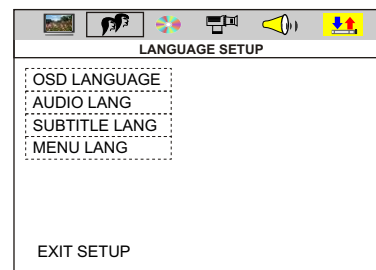 LANGUAGE SETUP
OSD LANGUAGE
AUDIO LANG
SUBTITLE LANG
MENU LANG
EXIT SETUP